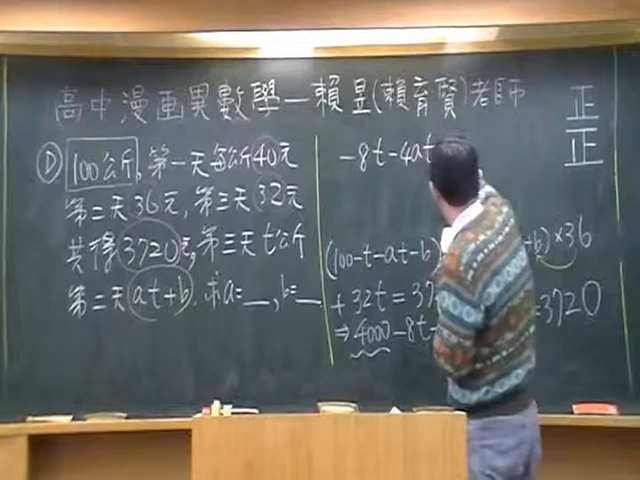 高中漫画異數學—賴昱(賴育賢)老師
正
正
① 100公斤, 第一天每公斤40元
第二天36元, 第三天32元
共得3720元, 第三天t公斤
第二天at+b. 求a=__, b=__
-8t-4at
(100-t-at-b) +b)×36
+32t=37 =3720
⇒4000-8t-